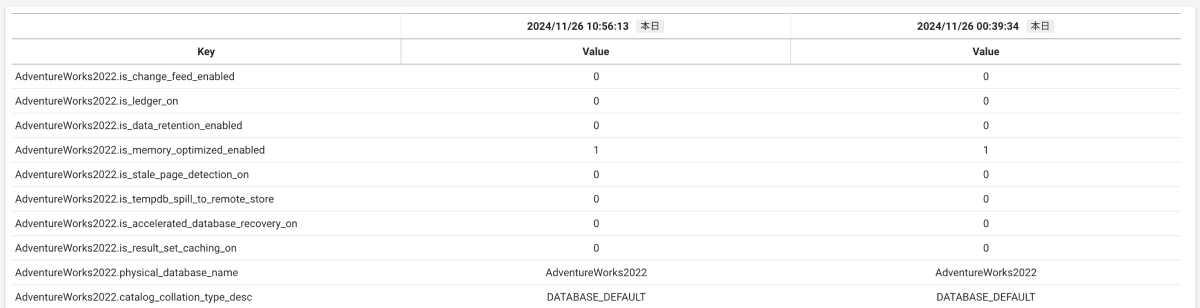 2024/11/26 10:56:13 本日 2024/11/26 00:39:34 本日
Key Value Value
AdventureWorks2022.is_change_feed_enabled 0 0
AdventureWorks2022.is_ledger_on 0 0
AdventureWorks2022.is_data_retention_enabled 0 0
AdventureWorks2022.is_memory_optimized_enabled 1 1
AdventureWorks2022.is_stale_page_detection_on 0 0
AdventureWorks2022.is_tempdb_spill_to_remote_store 0 0
AdventureWorks2022.is_accelerated_database_recovery_on 0 0
AdventureWorks2022.is_result_set_caching_on 0 0
AdventureWorks2022.physical_database_name AdventureWorks2022 AdventureWorks2022
AdventureWorks2022.catalog_collation_type_desc DATABASE_DEFAULT DATABASE_DEFAULT